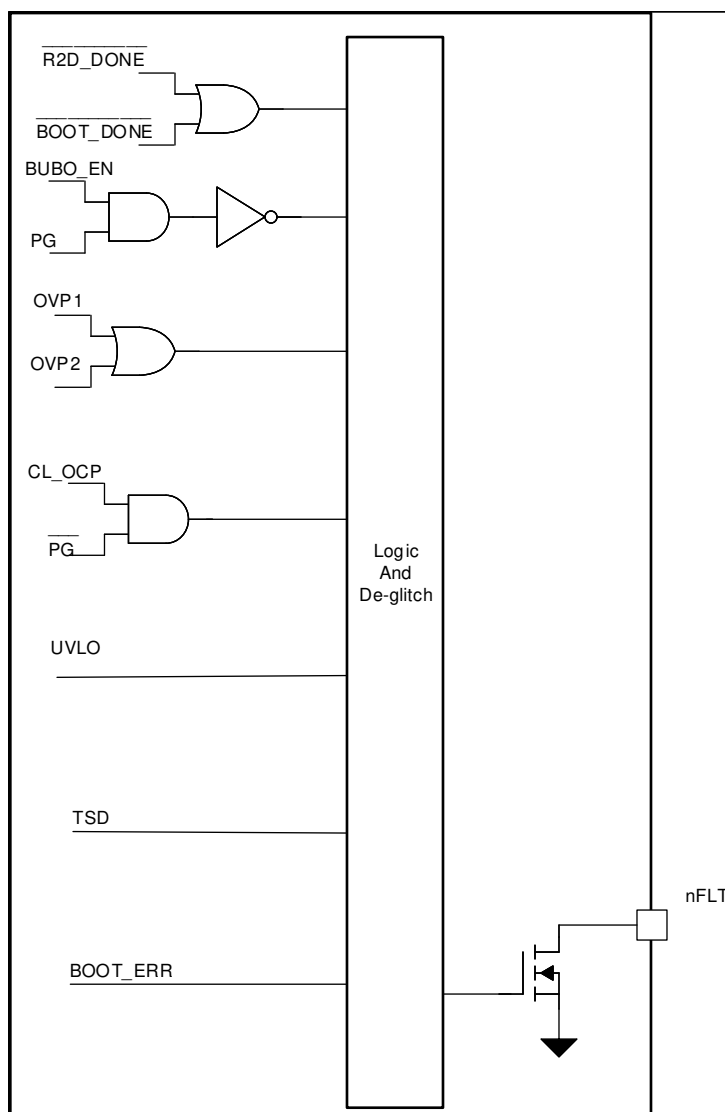 R2D_DONE
BOOT_DONE
BUBO_EN
PG
OVP1
OVP2
CL_OCP
PG
Logic
And
De-glitch
UVLO
TSD
nFLT
BOOT_ERR